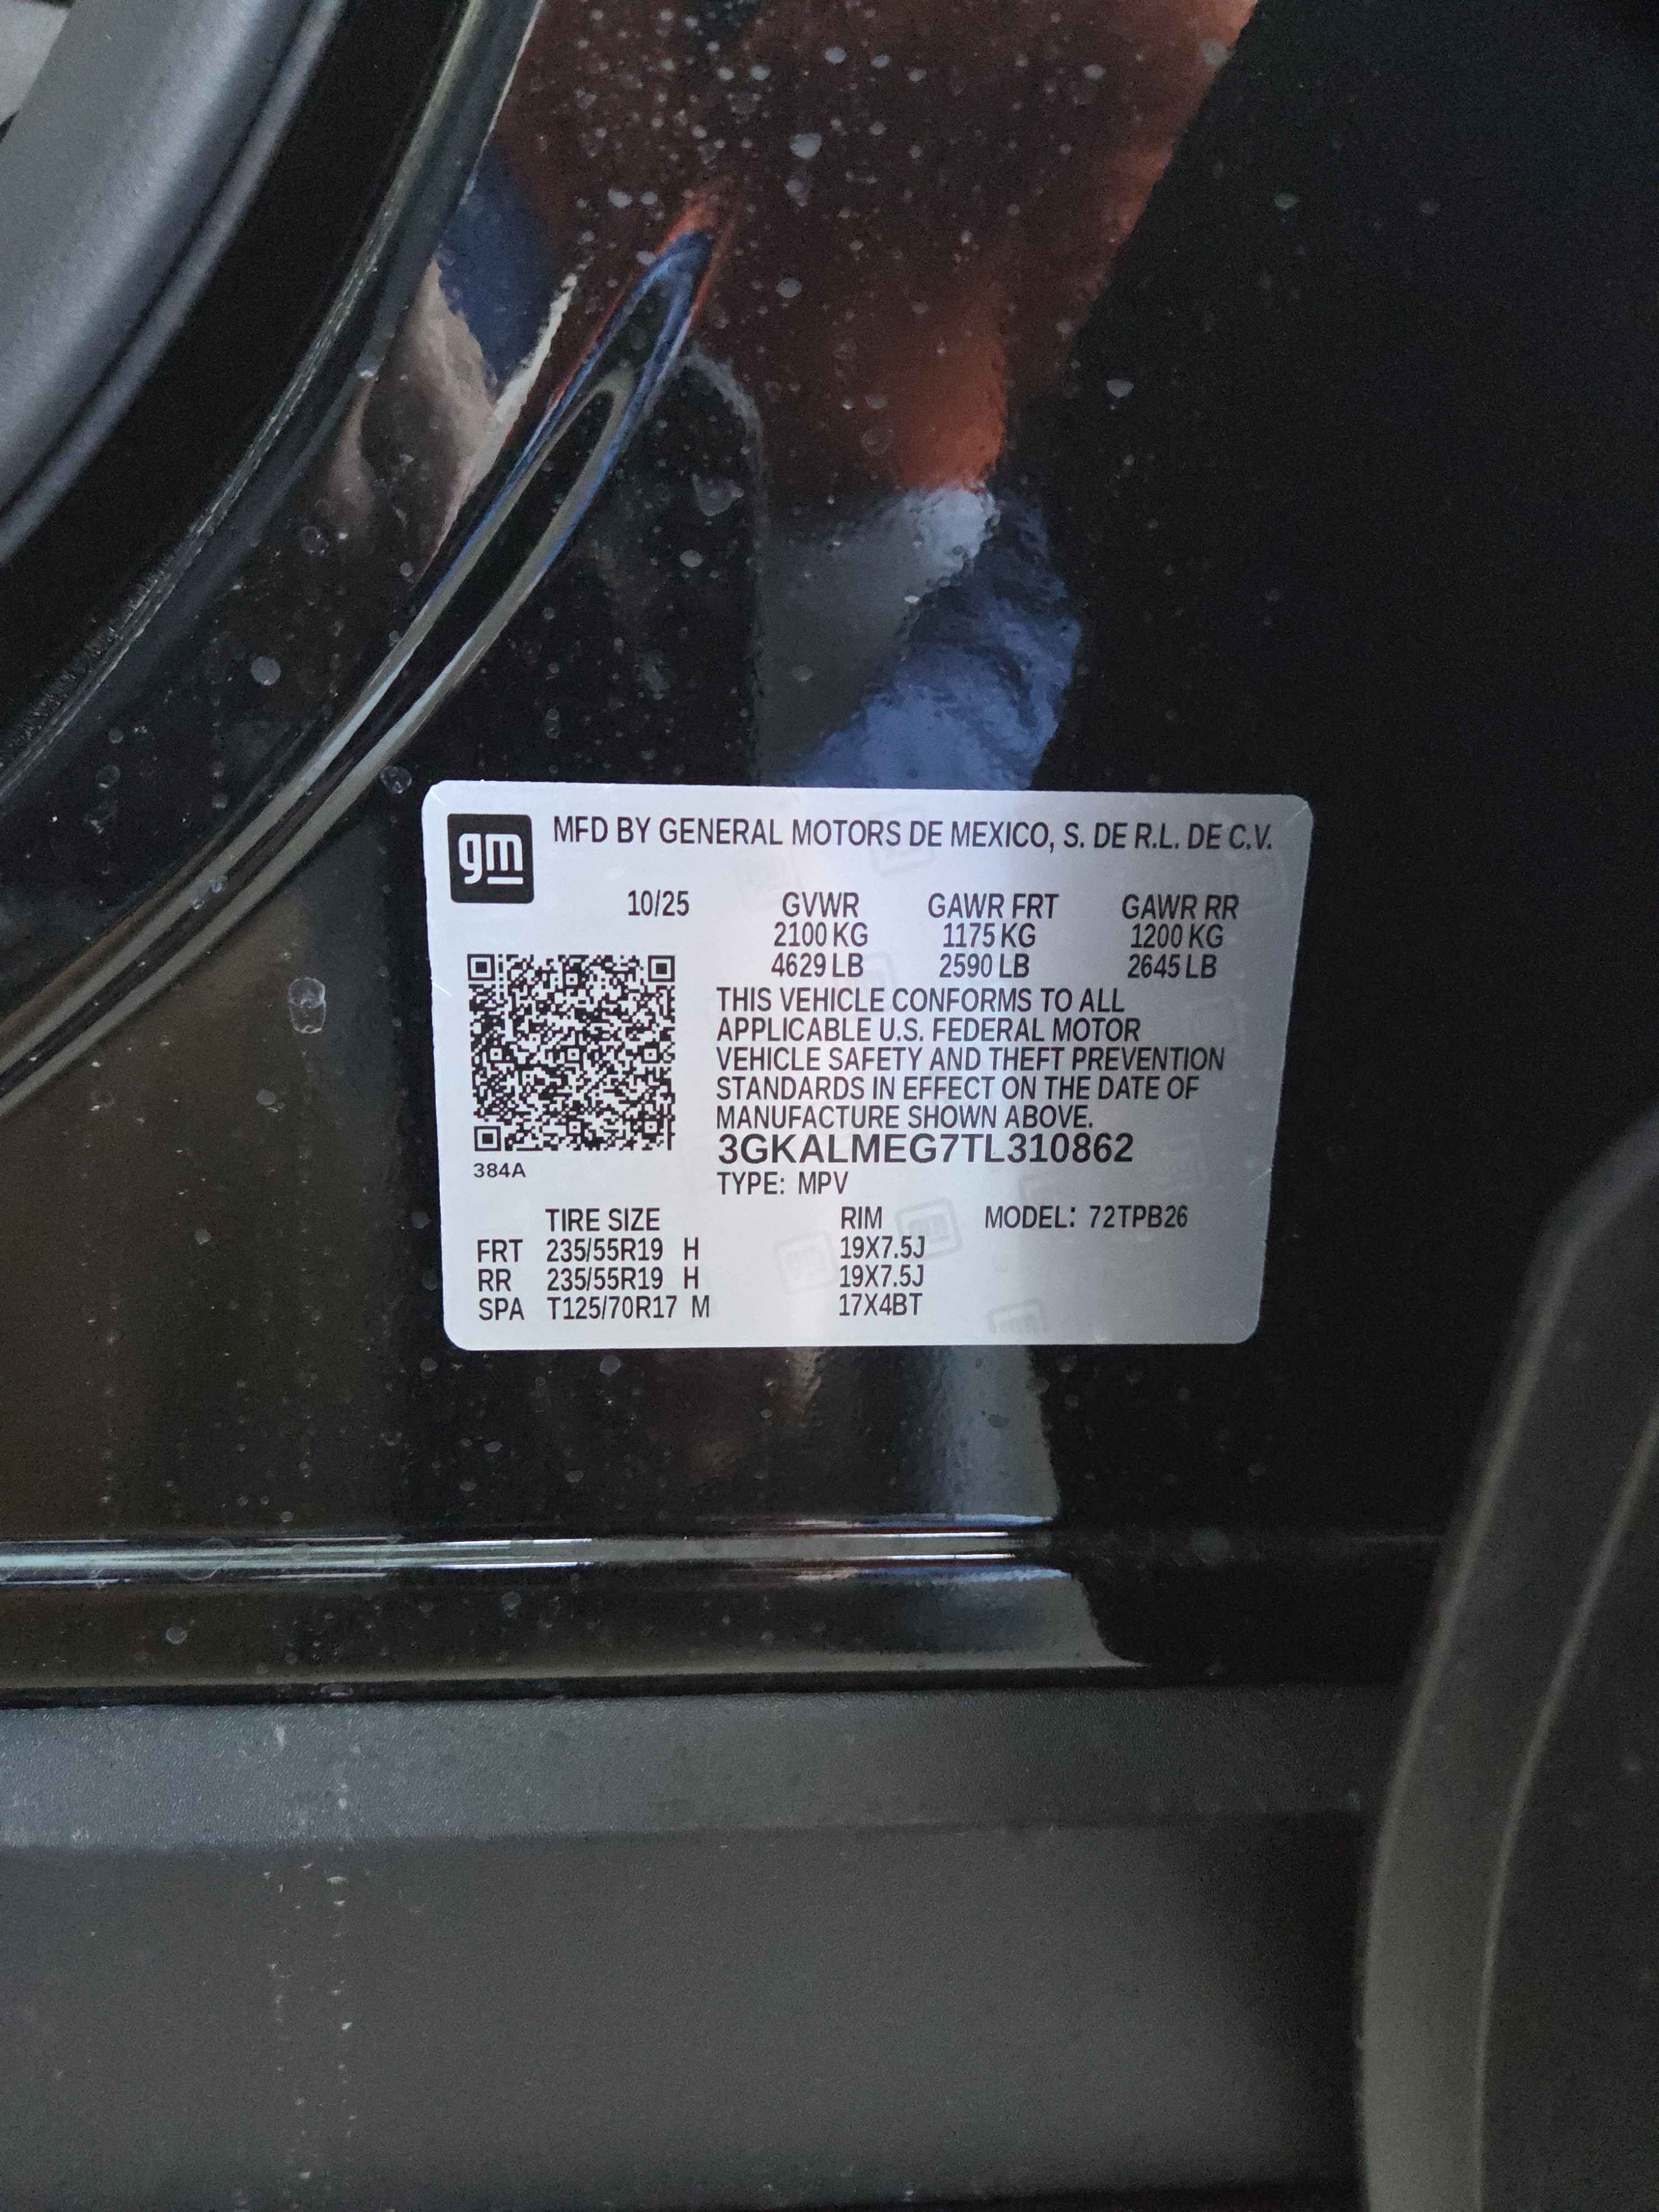 gm
MFD BY GENERAL MOTORS DE MEXICO, S. DE R.L. DE C.V.
10/25 GVWR GAWR FRT GAWR RR
2100 KG 1175 KG 1200 KG
4629 LB 2590 LB 2645 LB
THIS VEHICLE CONFORMS TO ALL
APPLICABLE U.S. FEDERAL MOTOR
VEHICLE SAFETY AND THEFT PREVENTION
STANDARDS IN EFFECT ON THE DATE OF
MANUFACTURE SHOWN ABOVE.
3GKALMEG7TL310862
384A
TYPE: MPV
TIRE SIZE RIM MODEL: 72TPB26
FRT 235/55R19 H 19X7.5J
RR 235/55R19 H 19X7.5J
SPA T125/70R17 M 17X4BT